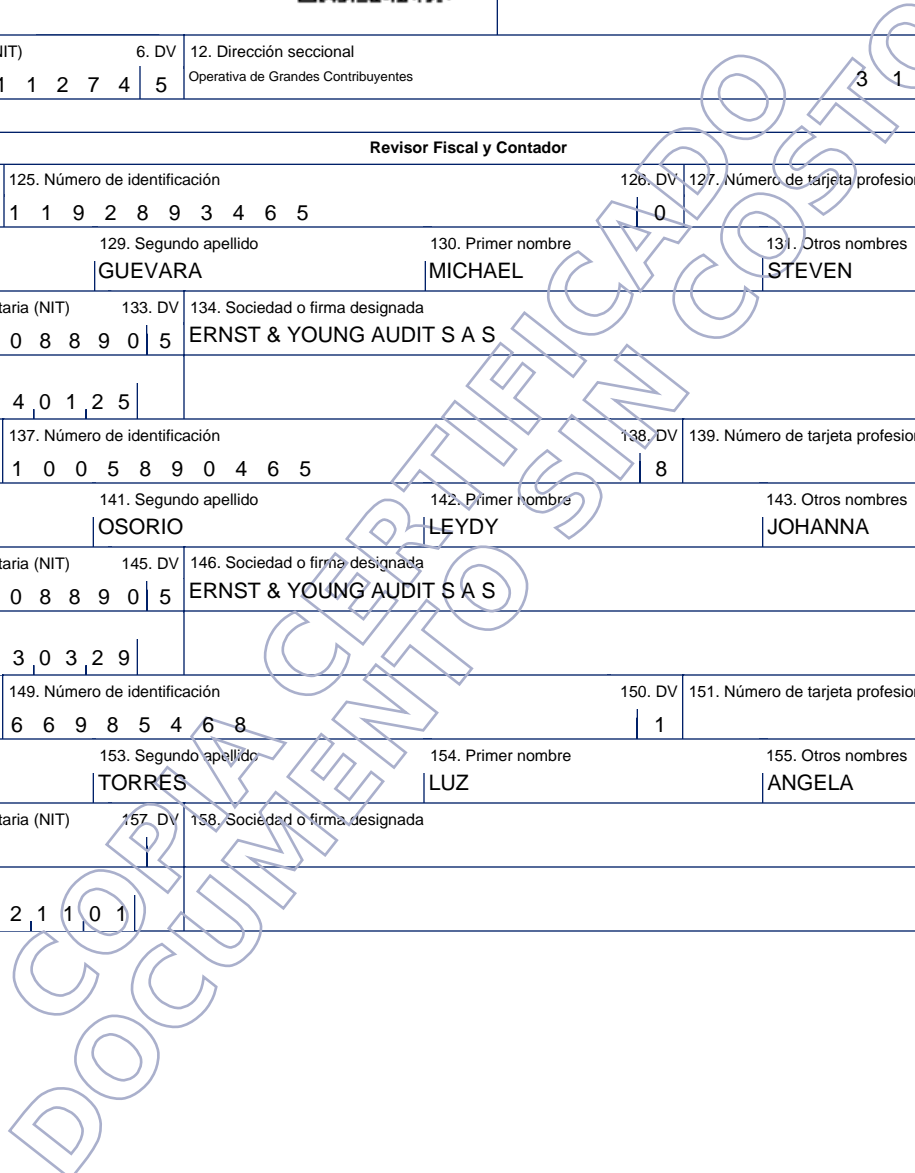 IIT) 6. DV 12. Dirección seccional
1 1 2 7 4 5 Operativa de Grandes Contribuyentes 3 1
Revisor Fiscal y Contador
125. Número de identificación 126. DV 127. Número de tarjeta profesion
1 1 9 2 8 9 3 4 6 5 0
129. Segundo apellido 130. Primer nombre 131. Otros nombres
GUEVARA MICHAEL STEVEN
taria (NIT) 133. DV 134. Sociedad o firma designada
0 8 8 9 0 5 ERNST & YOUNG AUDIT S A S
4 0 1 2 5
137. Número de identificación 138. DV 139. Número de tarjeta profesion
1 0 0 5 8 9 0 4 6 5 8
141. Segundo apellido 142. Primer nombre 143. Otros nombres
OSORIO LEYDY JOHANNA
taria (NIT) 145. DV 146. Sociedad o firma designada
0 8 8 9 0 5 ERNST & YOUNG AUDIT S A S
3 0 3 2 9
149. Número de identificación 150. DV 151. Número de tarjeta profesion
6 6 9 8 5 4 6 8 1
153. Segundo apellido 154. Primer nombre 155. Otros nombres
TORRES LUZ ANGELA
taria (NIT) 157. DV 158. Sociedad o firma designada
2 1 1 0 1
COPIA CERTIFICADO
DOCUMENTO SIN COSTO